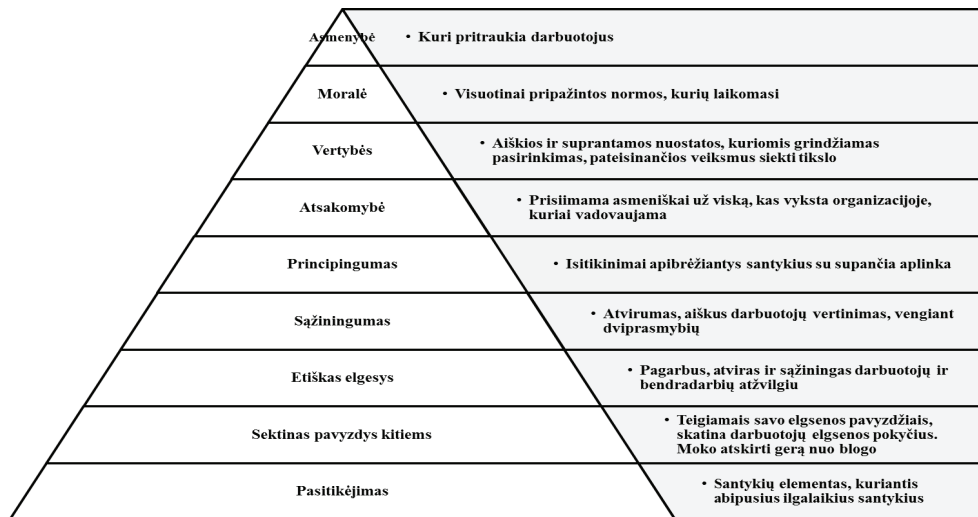 Asmenybė
• Kuri pritraukia darbuotojus
Moralė
• Visuotinai pripažintos normos, kurių laikomasi
Vertybės
• Aiškios ir suprantamos nuostatos, kuriomis grindžiamas
pasirinkimas, pateisinančios veiksmus siekti tikslo
Atsakomybė
• Prisiimama asmeniškai už viską, kas vyksta organizacijoje,
kuriai vadovaujama
Principingumas
• Isitikinimai apibrėžiantys santykius su supančia aplinka
Sąžiningumas
• Atvirumas, aiškus darbuotojų vertinimas, vengiant
dviprasmybių
Etiškas elgesys
• Pagarbus, atviras ir sąžiningas darbuotojų ir
bendradarbių atžvilgiu
Sektinas pavyzdys kitiems
• Teigiamais savo elgsenos pavyzdžiais,
skatina darbuotojų elgsenos pokyčius.
Moko atskirti gerą nuo blogo
Pasitikėjimas
• Santykių elementas, kuriantis
abipusius ilgalaikius santykius